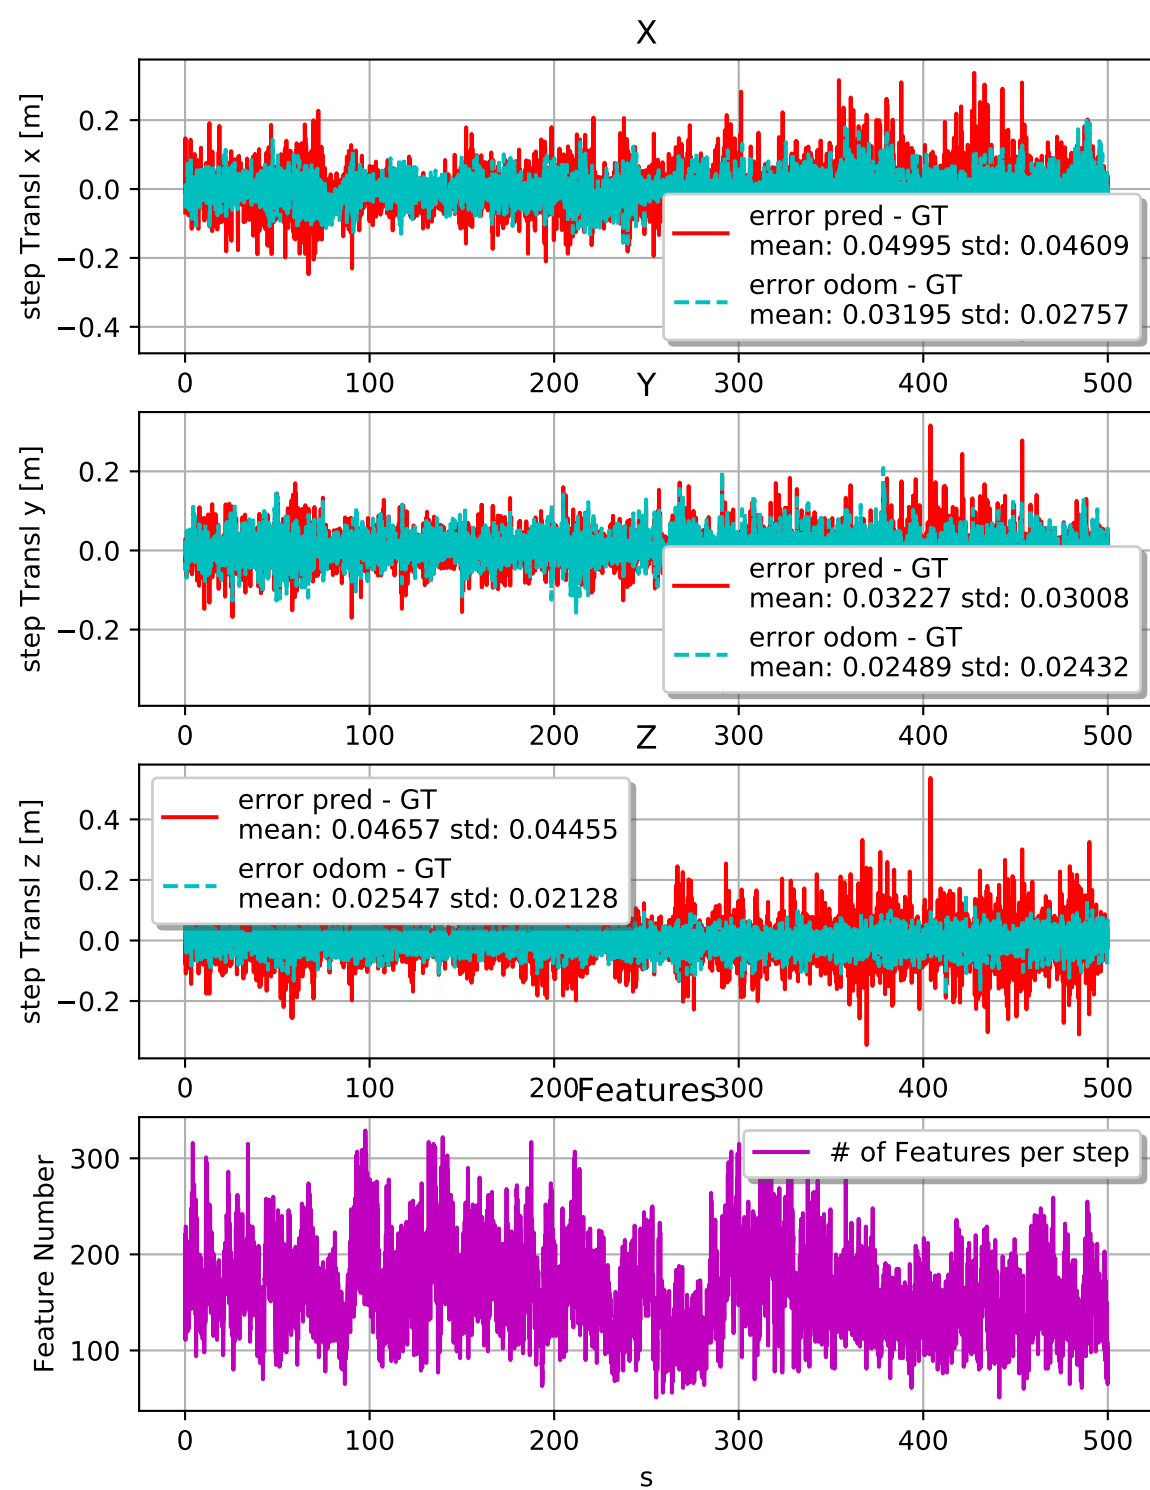 X
step Transl x [m]
0.2
0.0
−0.2
−0.4
error pred - GT
mean: 0.04995 std: 0.04609
error odom - GT
mean: 0.03195 std: 0.02757
0 100 200 300 400 500
Y
step Transl y [m]
0.2
0.0
−0.2
error pred - GT
mean: 0.03227 std: 0.03008
error odom - GT
mean: 0.02489 std: 0.02432
0 100 200 300 400 500
Z
step Transl z [m]
error pred - GT
mean: 0.04657 std: 0.04455
error odom - GT
mean: 0.02547 std: 0.02128
0.4
0.2
0.0
−0.2
0 100 200 300 400 500
Features
Feature Number
# of Features per step
300
200
100
0 100 200 300 400 500
s